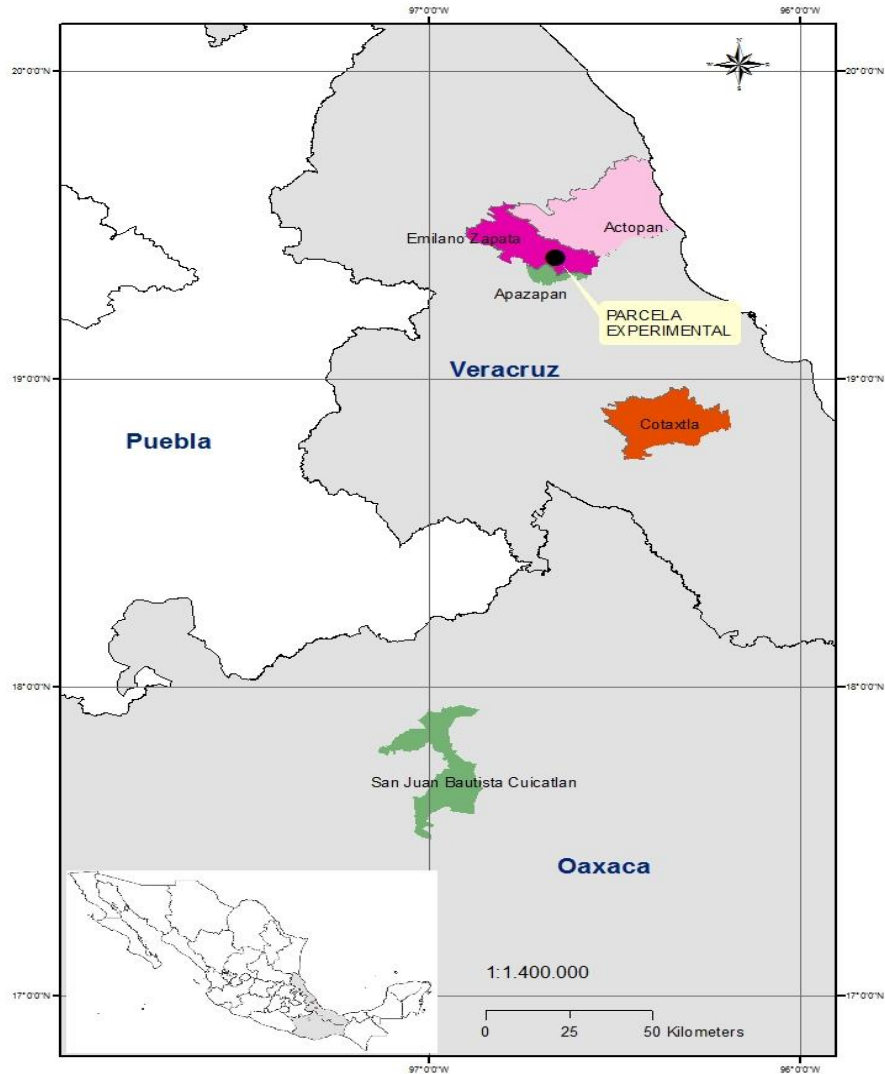 97°0'0"W
96°0'0"W
20°0'0"N
20°0'0"N
N
W
E
S
Actopan
Emilano Zapata
Apazapan
PARCELA
EXPERIMENTAL
19°0'0"N
19°0'0"N
Veracruz
Puebla
Cotaxtla
18°0'0"N
18°0'0"N
San Juan Bautista Cuicatlan
Oaxaca
1:1.400.000
17°0'0"N
17°0'0"N
0 25 50 Kilometers
97°0'0"W
96°0'0"W